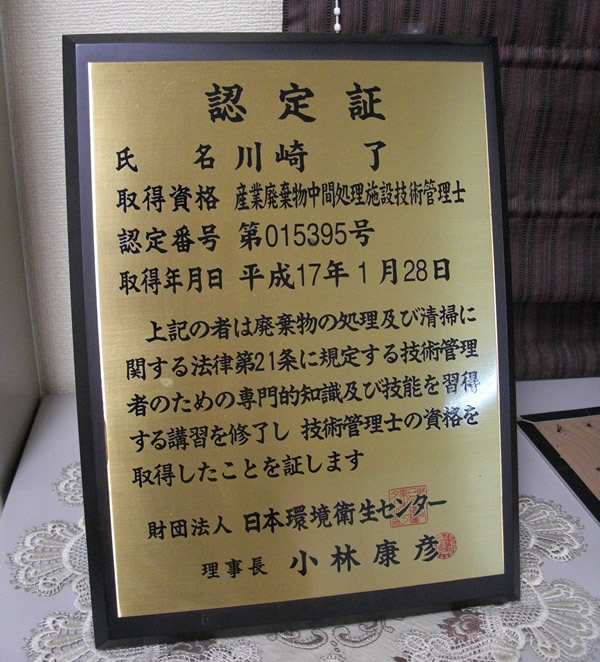 認定証
氏名 川崎 了
取得資格 産業廃棄物中間処理施設技術管理士
認定番号 第015395号
取得年月日 平成17年1月28日
上記の者は廃棄物の処理及び清掃に
関する法律第21条に規定する技術管理
者のための専門的知識及び技能を習得
する講習を修了し 技術管理士の資格を
取得したことを証します
財団法人 日本環境衛生センター
理事長 小林康彦